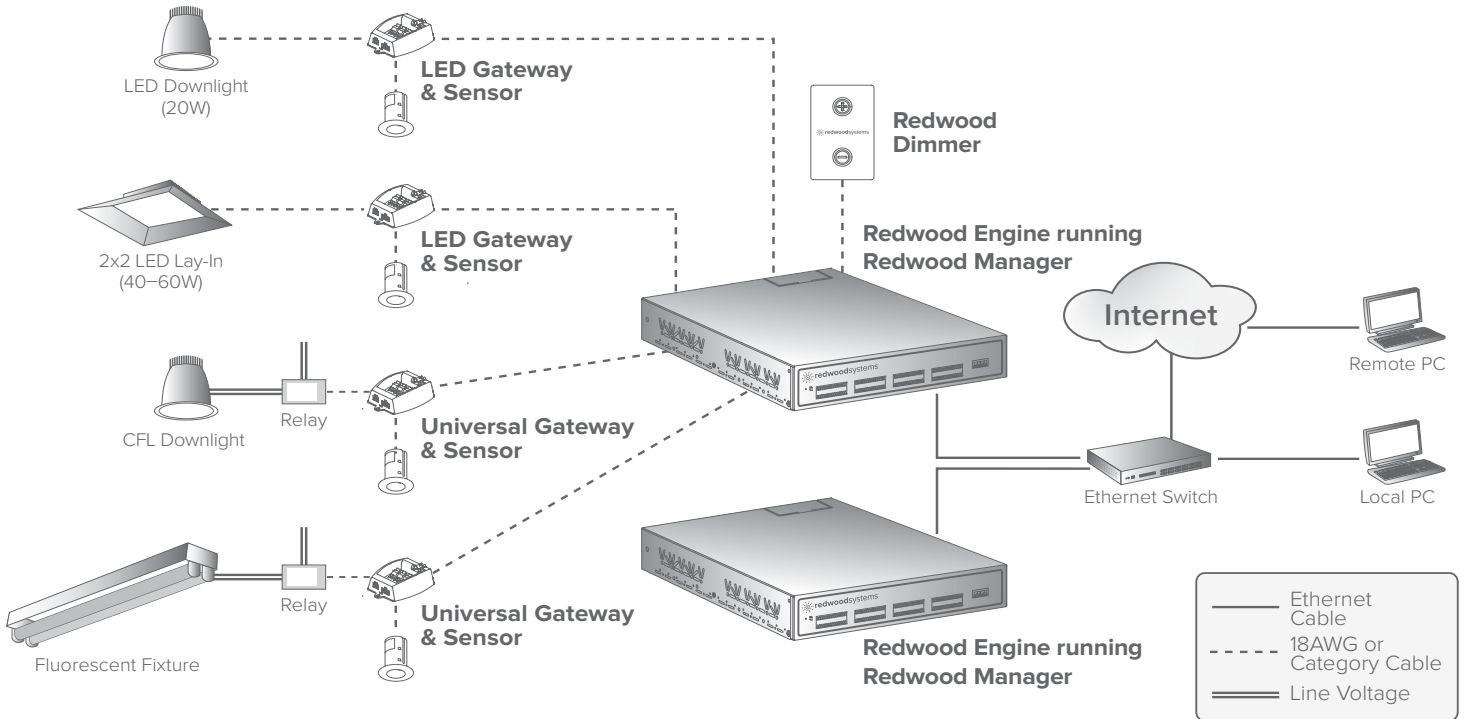 LED Downlight
(20W)
LED Gateway
& Sensor
redwoodsystems
Redwood
Dimmer
2x2 LED Lay-In
(40–60W)
LED Gateway
& Sensor
Redwood Engine running
Redwood Manager
Internet
Remote PC
redwoodsystems
CFL Downlight
Relay
Universal Gateway
& Sensor
Ethernet Switch
Local PC
Fluorescent Fixture
Relay
Universal Gateway
& Sensor
redwoodsystems
Redwood Engine running
Redwood Manager
Ethernet
Cable
18AWG or
Category Cable
Line Voltage